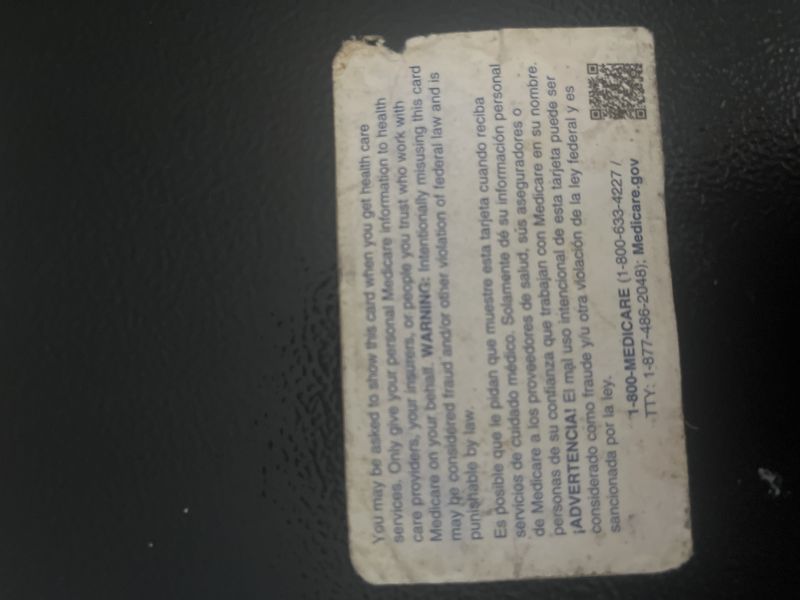 You may be asked to show this card when you get health care
services. Only give your personal Medicare information to health
care providers, your insurers, or people you trust who work with
Medicare on your behalf. WARNING: Intentionally misusing this card
may be considered fraud and/or other violation of federal law and is
punishable by law.
Es posible que le pidan que muestre esta tarjeta cuando reciba
servicios de cuidado médico. Solamente dé su información personal
de Medicare a los proveedores de salud, sus aseguradores o
personas de su confianza que trabajan con Medicare en su nombre.
¡ADVERTENCIA! El mal uso intencional de esta tarjeta puede ser
considerado como fraude y/u otra violación de la ley federal y es
sancionada por la ley.
1-800-MEDICARE (1-800-633-4227 /
TTY: 1-877-486-2048); Medicare.gov